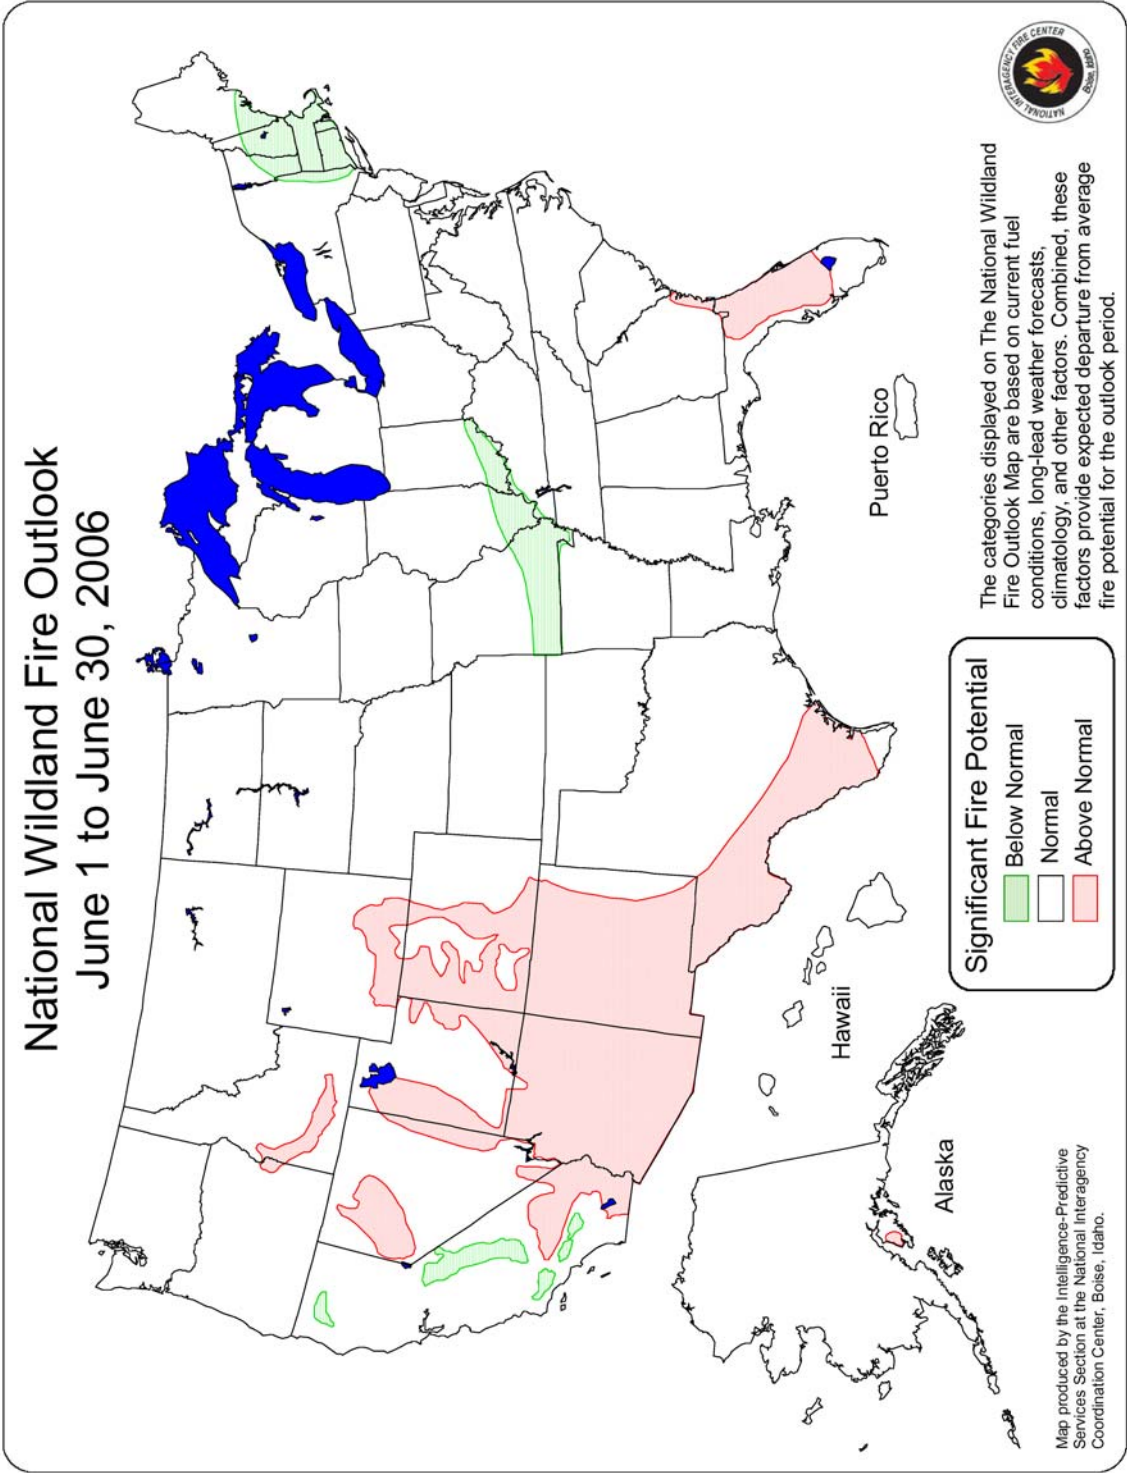 National Wildland Fire Outlook
June 1 to June 30, 2006
NATIONAL INTERAGENCY FIRE CENTER
Boise, Idaho
Puerto Rico
Hawaii
Alaska
Significant Fire Potential
Below Normal
Normal
Above Normal
The categories displayed on The National Wildland
Fire Outlook Map are based on current fuel
conditions, long-lead weather forecasts,
climatology, and other factors. Combined, these
factors provide expected departure from average
fire potential for the outlook period.
Map produced by the Intelligence-Predictive
Services Section at the National Interagency
Coordination Center, Boise, Idaho.